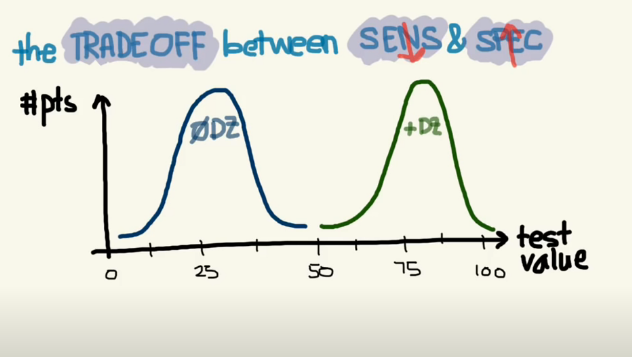 the TRADEOFF between SENS & SPEC
#pts
ØDZ
+DZ
0 25 50 75 100
test value